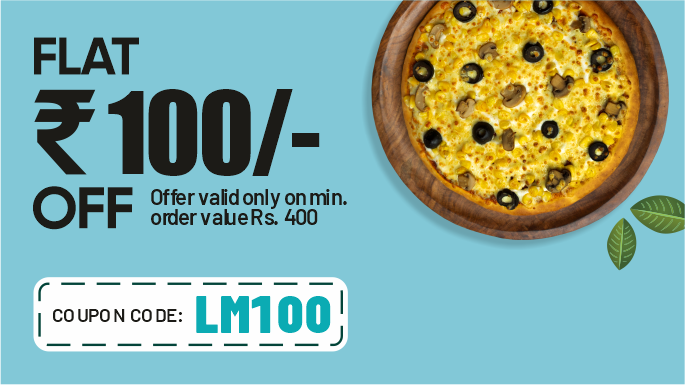 FLAT
₹100/-
OFF
Offer valid only on min.
order value Rs. 400
COUPON CODE: LM100